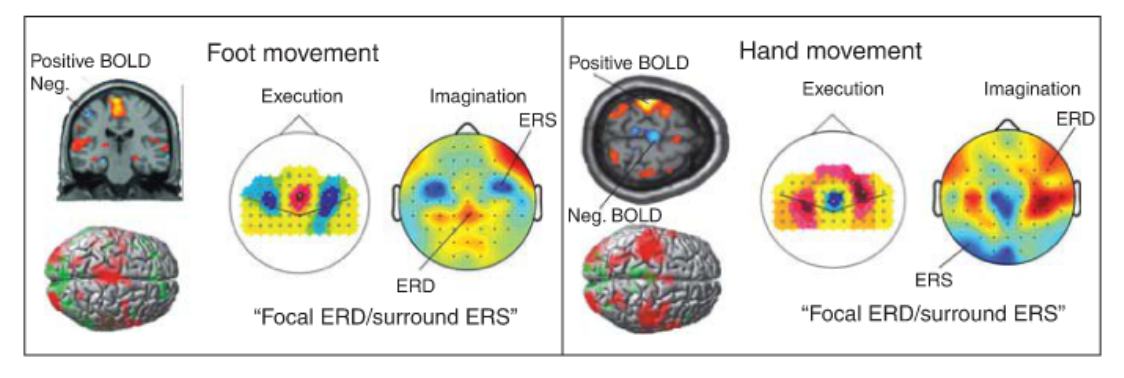 Foot movement
Positive BOLD
Neg.
Execution
Imagination
ERS
ERD
“Focal ERD/surround ERS”
Hand movement
Positive BOLD
Execution
Imagination
ERD
Neg. BOLD
ERS
“Focal ERD/surround ERS”